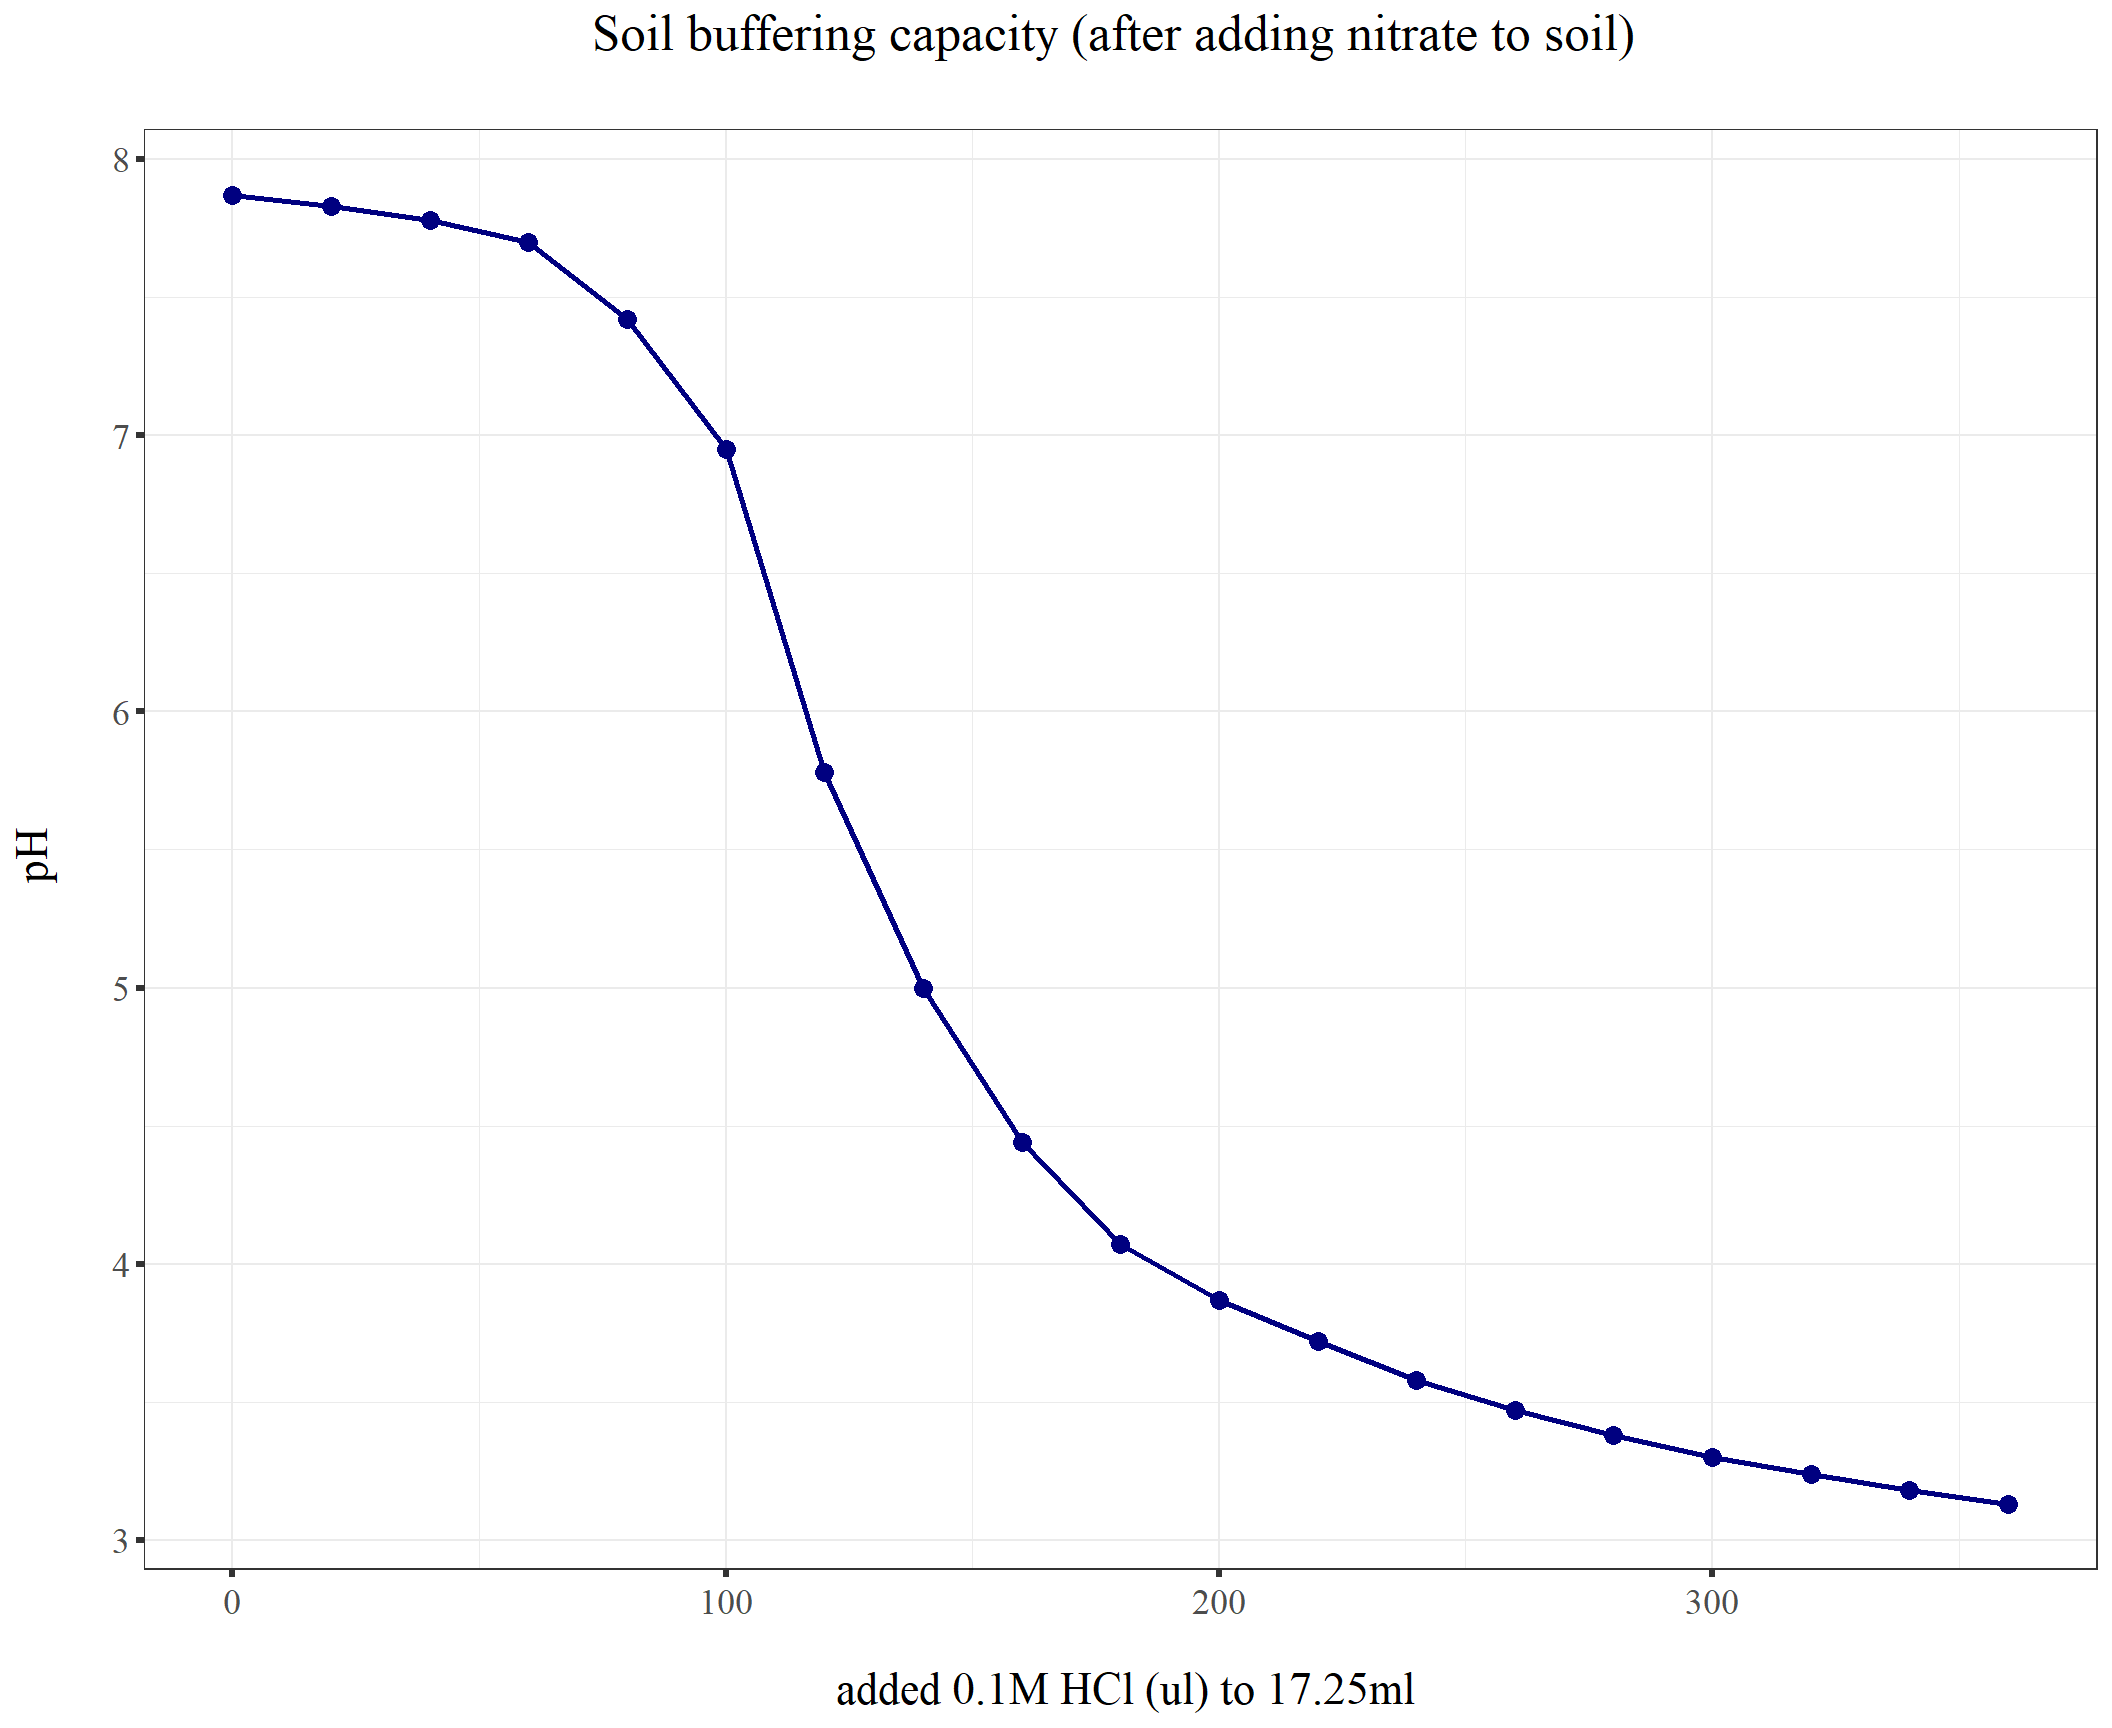 Soil buffering capacity (after adding nitrate to soil)
8
7
6
5
4
3
pH
0 100 200 300
added 0.1M HCl (ul) to 17.25ml